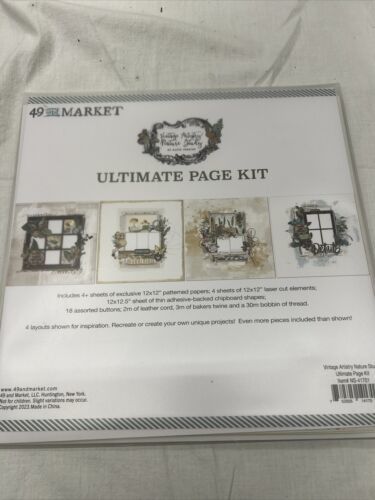 49 AND MARKET
Vintage Artistry
Nature Study
ULTIMATE PAGE KIT
Includes 4+ sheets of exclusive 12x12" patterned papers; 4 sheets of 12x12" laser cut elements;
12x12.5" sheet of thin adhesive-backed chipboard shapes;
18 assorted buttons; 2m of leather cord, 3m of bakers twine and a 30m bobbin of thread.
4 layouts shown for inspiration. Recreate or create your own unique projects! Even more pieces included than shown!
www.49andmarket.com
49 and Market, LLC. Huntington, New York.
Not for children. Slight variations may occur.
Copyright 2023.Made in China.
Vintage Artistry Nature Stu
Ultimate Page Kit
Item# NS-41701